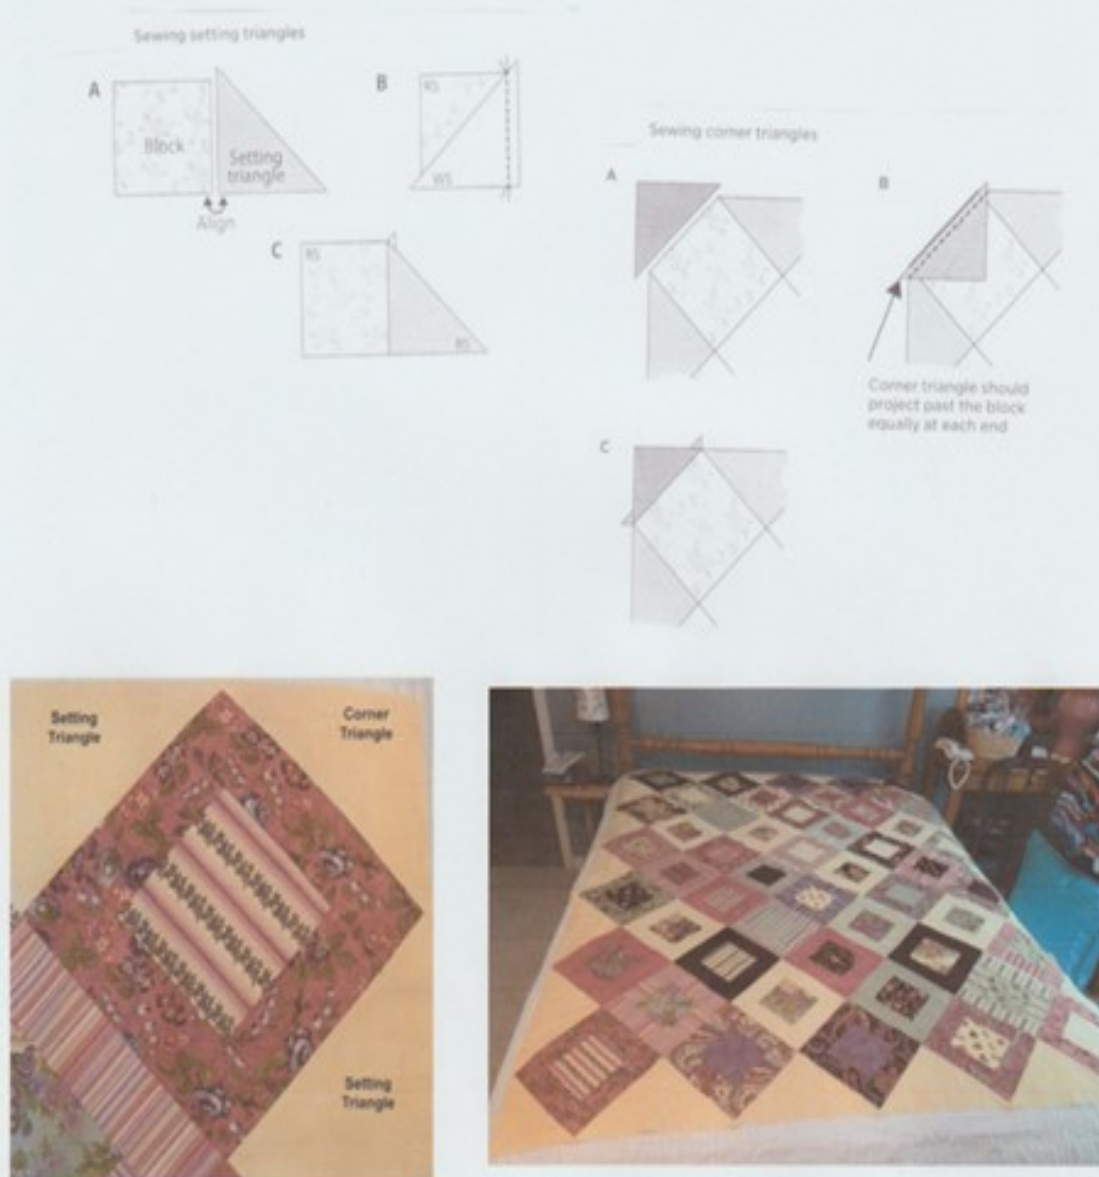 Sewing setting triangles
A
Block
Setting
triangle
Align
B
RS
WS
C
RS
RS
Sewing corner triangles
A
B
Corner triangle should
project past the block
equally at each end
C
Setting
Triangle
Corner
Triangle
Setting
Triangle